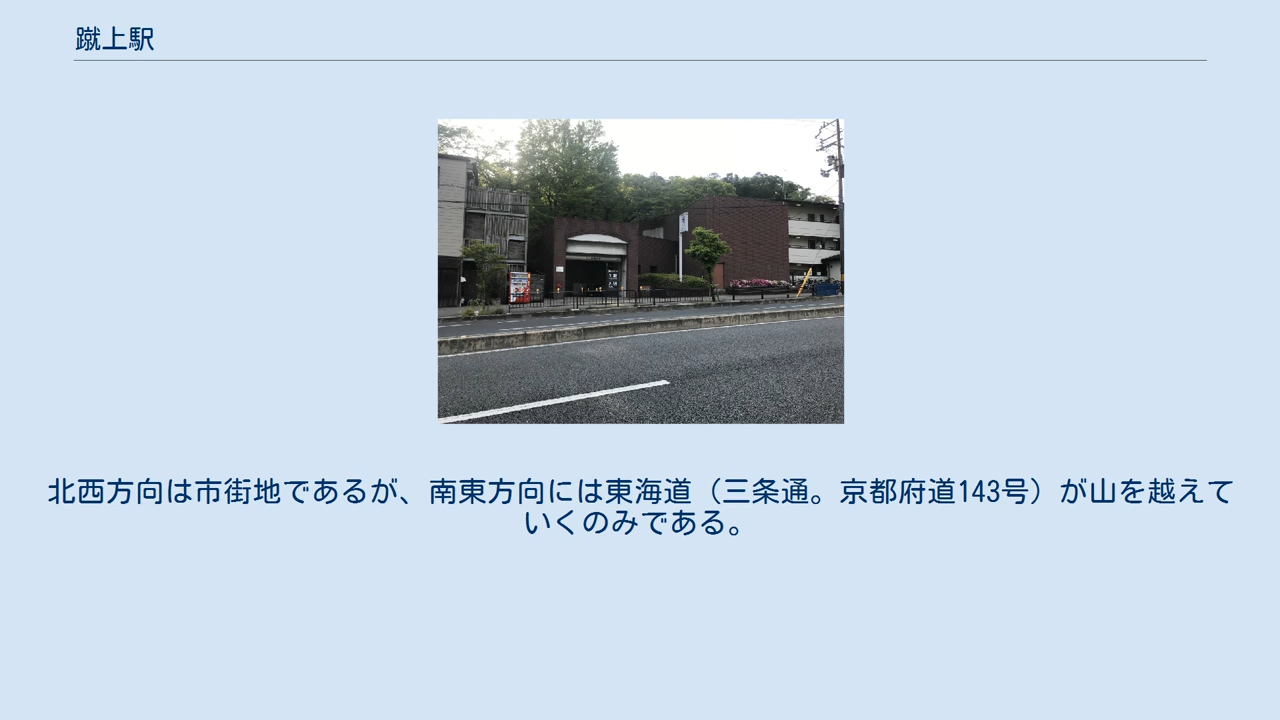 蹴上駅
北西方向は市街地であるが、南東方向には東海道（三条通。京都府道143号）が山を越えて
いくのみである。